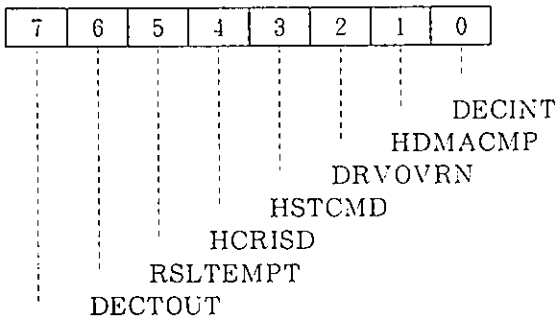 7 6 5 4 3 2 1 0
DECINT
HDMACMP
DRVOVRN
HSTCMD
HCRISD
RSLTEMPT
DECTOUT